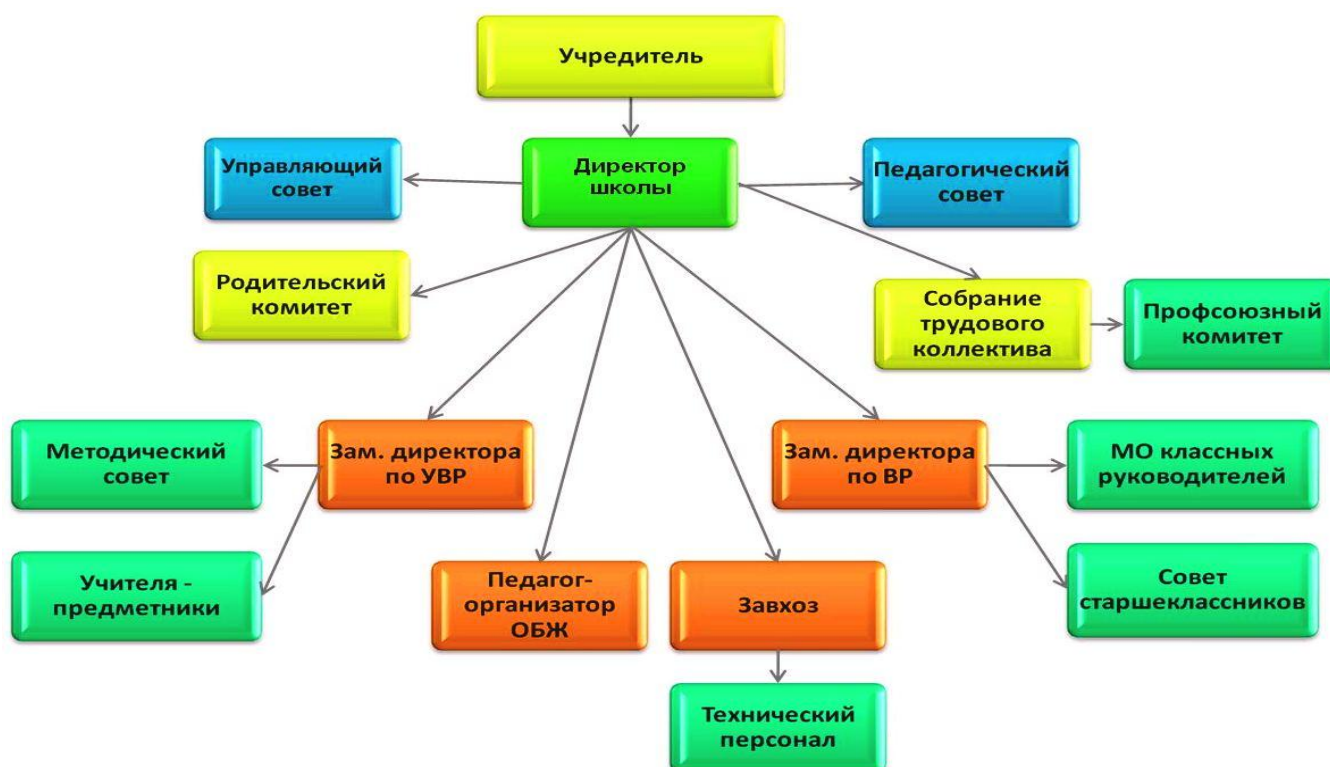 Учредитель
Управляющий
совет
Директор
школы
Педагогический
совет
Родительский
комитет
Собрание
трудового
коллектива
Профсоюзный
комитет
Методический
совет
Зам. директора
по УВР
Зам. директора
по ВР
МО классных
руководителей
Учителя -
предметники
Педагог-
организатор
ОБЖ
Завхоз
Совет
старшеклассников
Технический
персонал